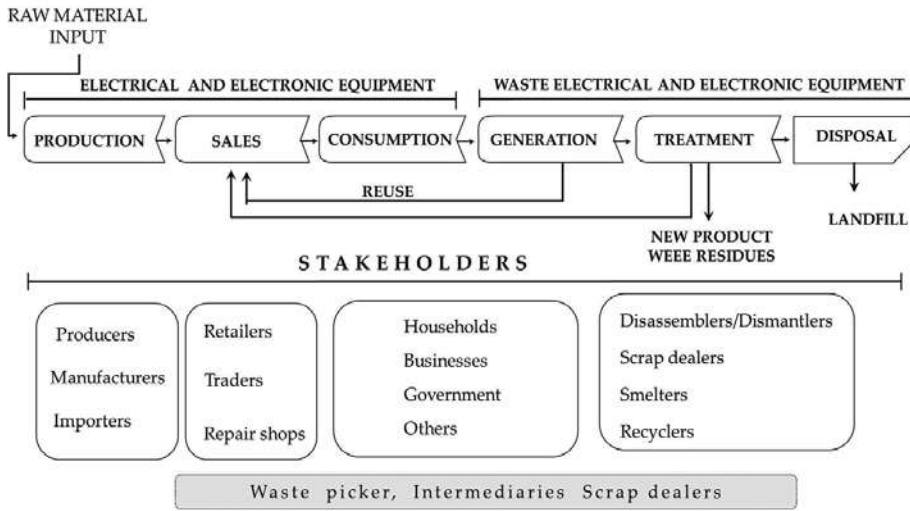 RAW MATERIAL
INPUT
ELECTRICAL AND ELECTRONIC EQUIPMENT
WASTE ELECTRICAL AND ELECTRONIC EQUIPMENT
PRODUCTION
SALES
CONSUMPTION
GENERATION
TREATMENT
DISPOSAL
REUSE
LANDFILL
NEW PRODUCT
WEEE RESIDUES
STAKEHOLDERS
Producers
Manufacturers
Importers
Retailers
Traders
Repair shops
Households
Businesses
Government
Others
Disassemblers/Dismantlers
Scrap dealers
Smelters
Recyclers
Waste picker, Intermediaries Scrap dealers